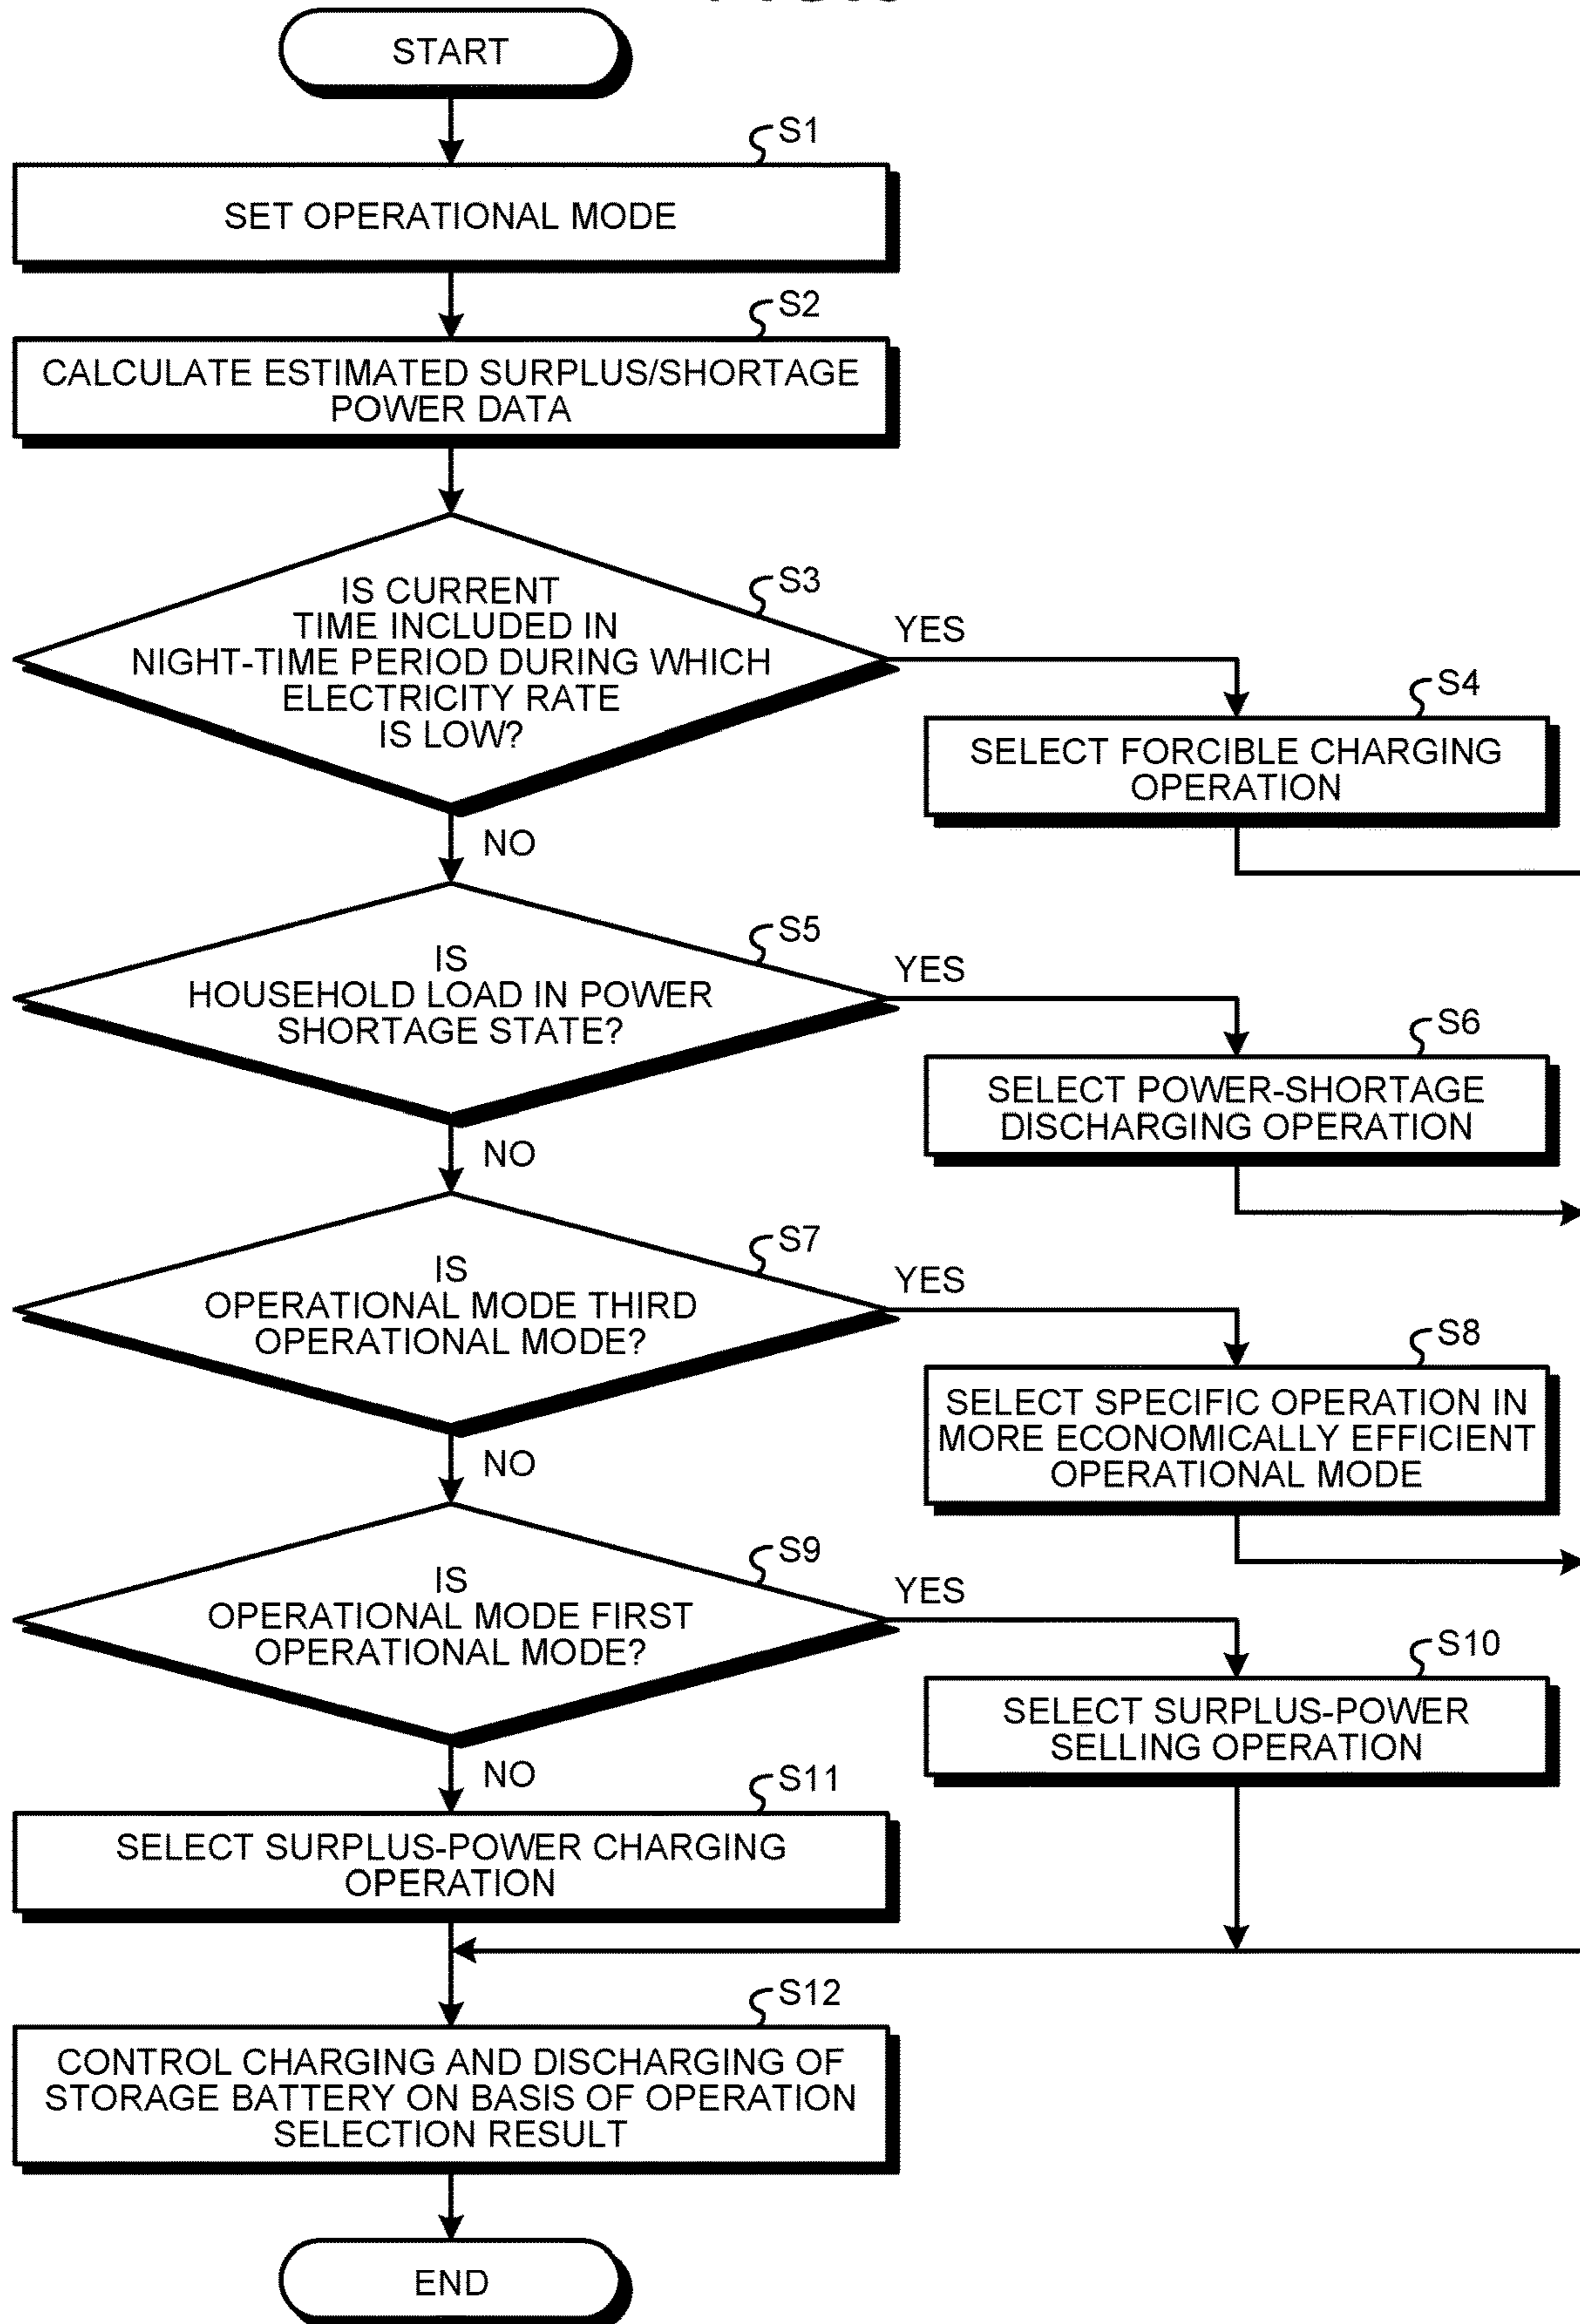 START
S1
SET OPERATIONAL MODE
S2
CALCULATE ESTIMATED SURPLUS/SHORTAGE
POWER DATA
S3
IS CURRENT
TIME INCLUDED IN
NIGHT-TIME PERIOD DURING WHICH
ELECTRICITY RATE
IS LOW?
YES
S4
SELECT FORCIBLE CHARGING
OPERATION
NO
S5
IS
HOUSEHOLD LOAD IN POWER
SHORTAGE STATE?
YES
S6
SELECT POWER-SHORTAGE
DISCHARGING OPERATION
NO
S7
IS
OPERATIONAL MODE THIRD
OPERATIONAL MODE?
YES
S8
SELECT SPECIFIC OPERATION IN
MORE ECONOMICALLY EFFICIENT
OPERATIONAL MODE
NO
S9
IS
OPERATIONAL MODE FIRST
OPERATIONAL MODE?
YES
S10
SELECT SURPLUS-POWER
SELLING OPERATION
NO
S11
SELECT SURPLUS-POWER CHARGING
OPERATION
S12
CONTROL CHARGING AND DISCHARGING OF
STORAGE BATTERY ON BASIS OF OPERATION
SELECTION RESULT
END